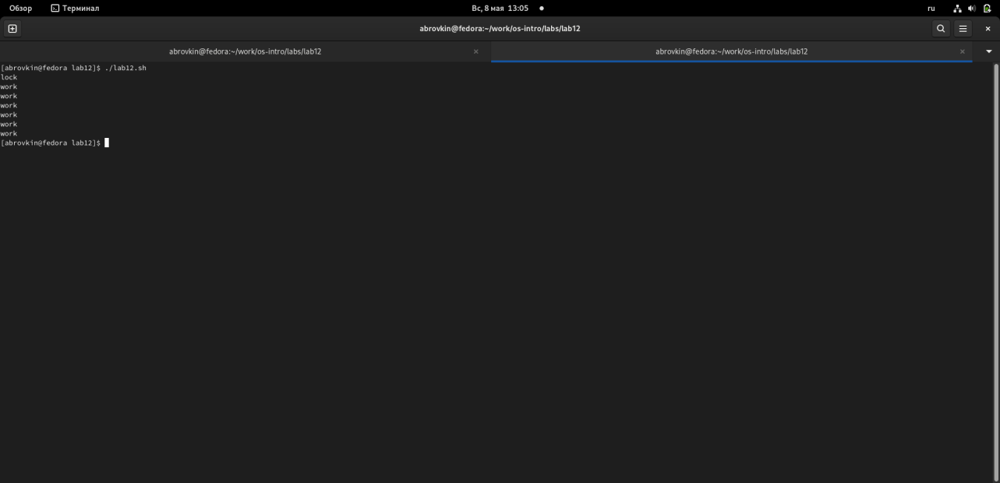 Обзор Терминал Вс, 8 мая 13:05 ru
abrovkin@fedora:~/work/os-intro/labs/lab12
abrovkin@fedora:~/work/os-intro/labs/lab12 abrovkin@fedora:~/work/os-intro/labs/lab12
[abrovkin@fedora lab12]$ ./lab12.sh
lock
work
work
work
work
work
work
[abrovkin@fedora lab12]$